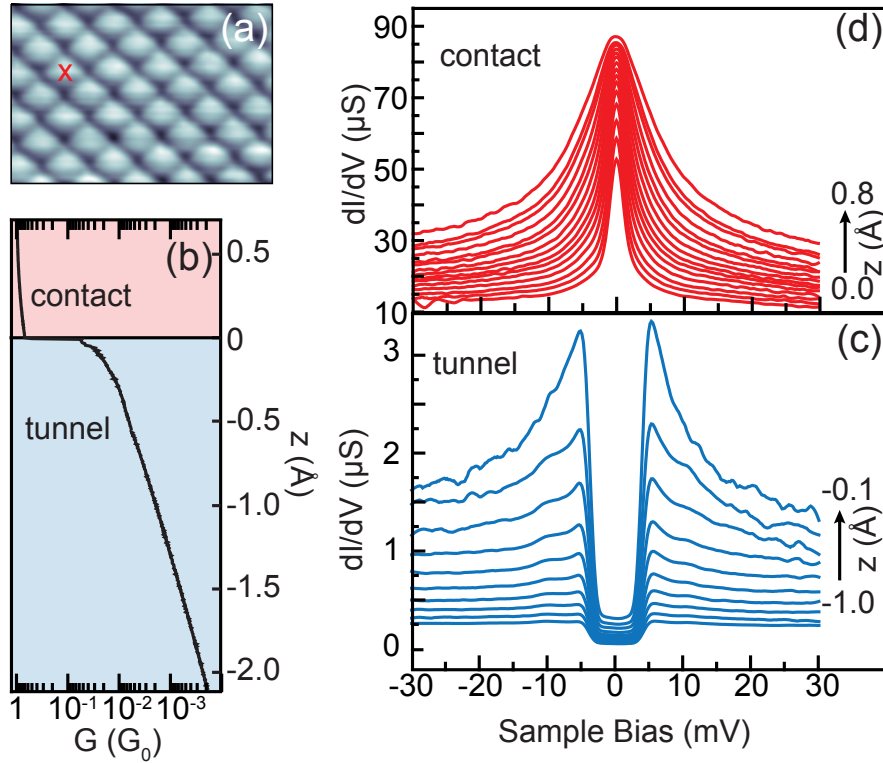 (a)
x
(b)
contact
tunnel
0.5
0
-0.5
-1.0
-1.5
-2.0
z (Å)
1 10⁻¹ 10⁻² 10⁻³
G (G₀)
(d)
contact
90
70
50
30
10
dI/dV (µS)
0.8
z (Å)
0.0
(c)
tunnel
3
2
1
0
dI/dV (µS)
-0.1
z (Å)
-1.0
-30 -20 -10 0 10 20 30
Sample Bias (mV)